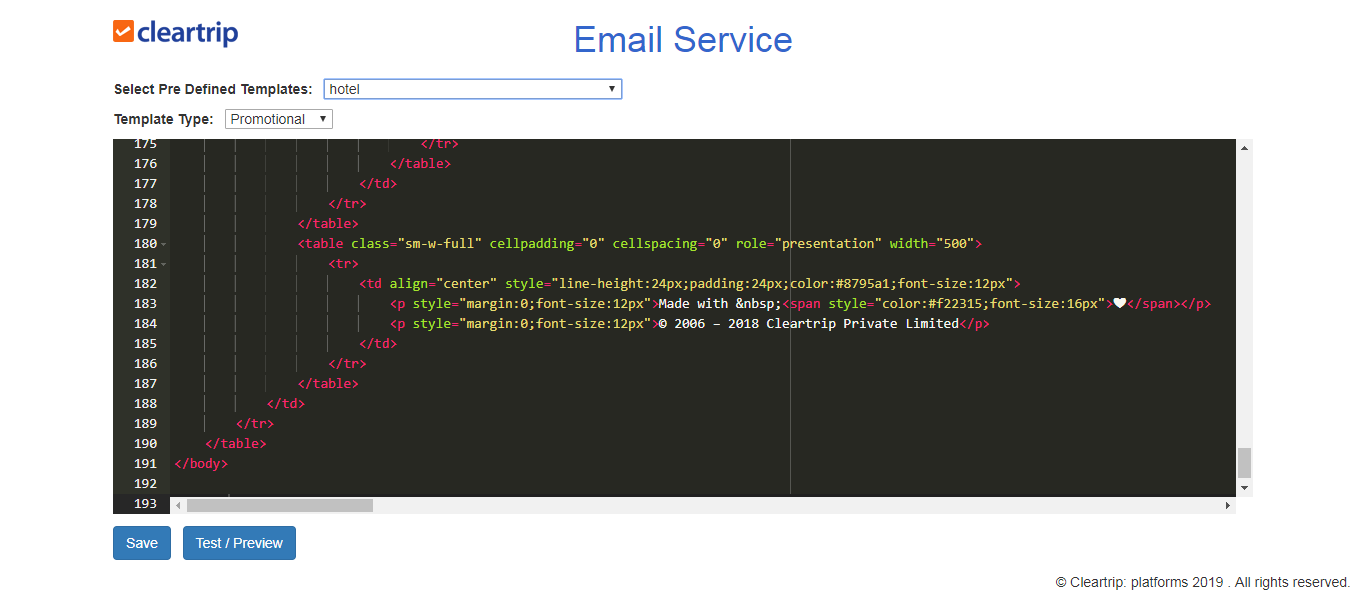 cleartrip
Email Service
Select Pre Defined Templates: hotel
Template Type: Promotional
175 </tr>
176 </table>
177 </td>
178 </tr>
179 </table>
180 <table class="sm-w-full" cellpadding="0" cellspacing="0" role="presentation" width="500">
181 <tr>
182 <td align="center" style="line-height:24px;padding:24px;color:#8795a1;font-size:12px">
183 <p style="margin:0;font-size:12px">Made with &nbsp;<span style="color:#f22315;font-size:16px">♥</span></p>
184 <p style="margin:0;font-size:12px">© 2006 – 2018 Cleartrip Private Limited</p>
185 </td>
186 </tr>
187 </table>
188 </td>
189 </tr>
190 </table>
191 </body>
192
193
Save Test / Preview
© Cleartrip: platforms 2019 . All rights reserved.